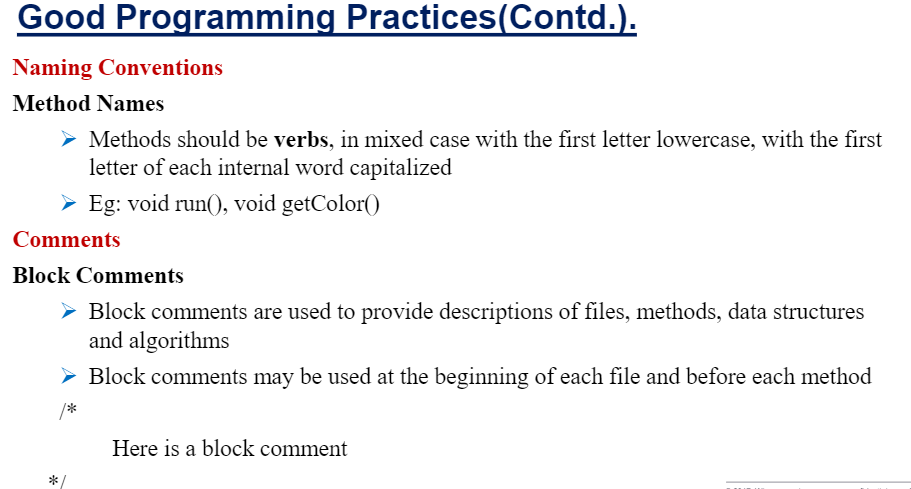 Good Programming Practices(Contd.).
Naming Conventions
Method Names
➢ Methods should be verbs, in mixed case with the first letter lowercase, with the first
letter of each internal word capitalized
➢ Eg: void run(), void getColor()
Comments
Block Comments
➢ Block comments are used to provide descriptions of files, methods, data structures
and algorithms
➢ Block comments may be used at the beginning of each file and before each method
/*
Here is a block comment
*/